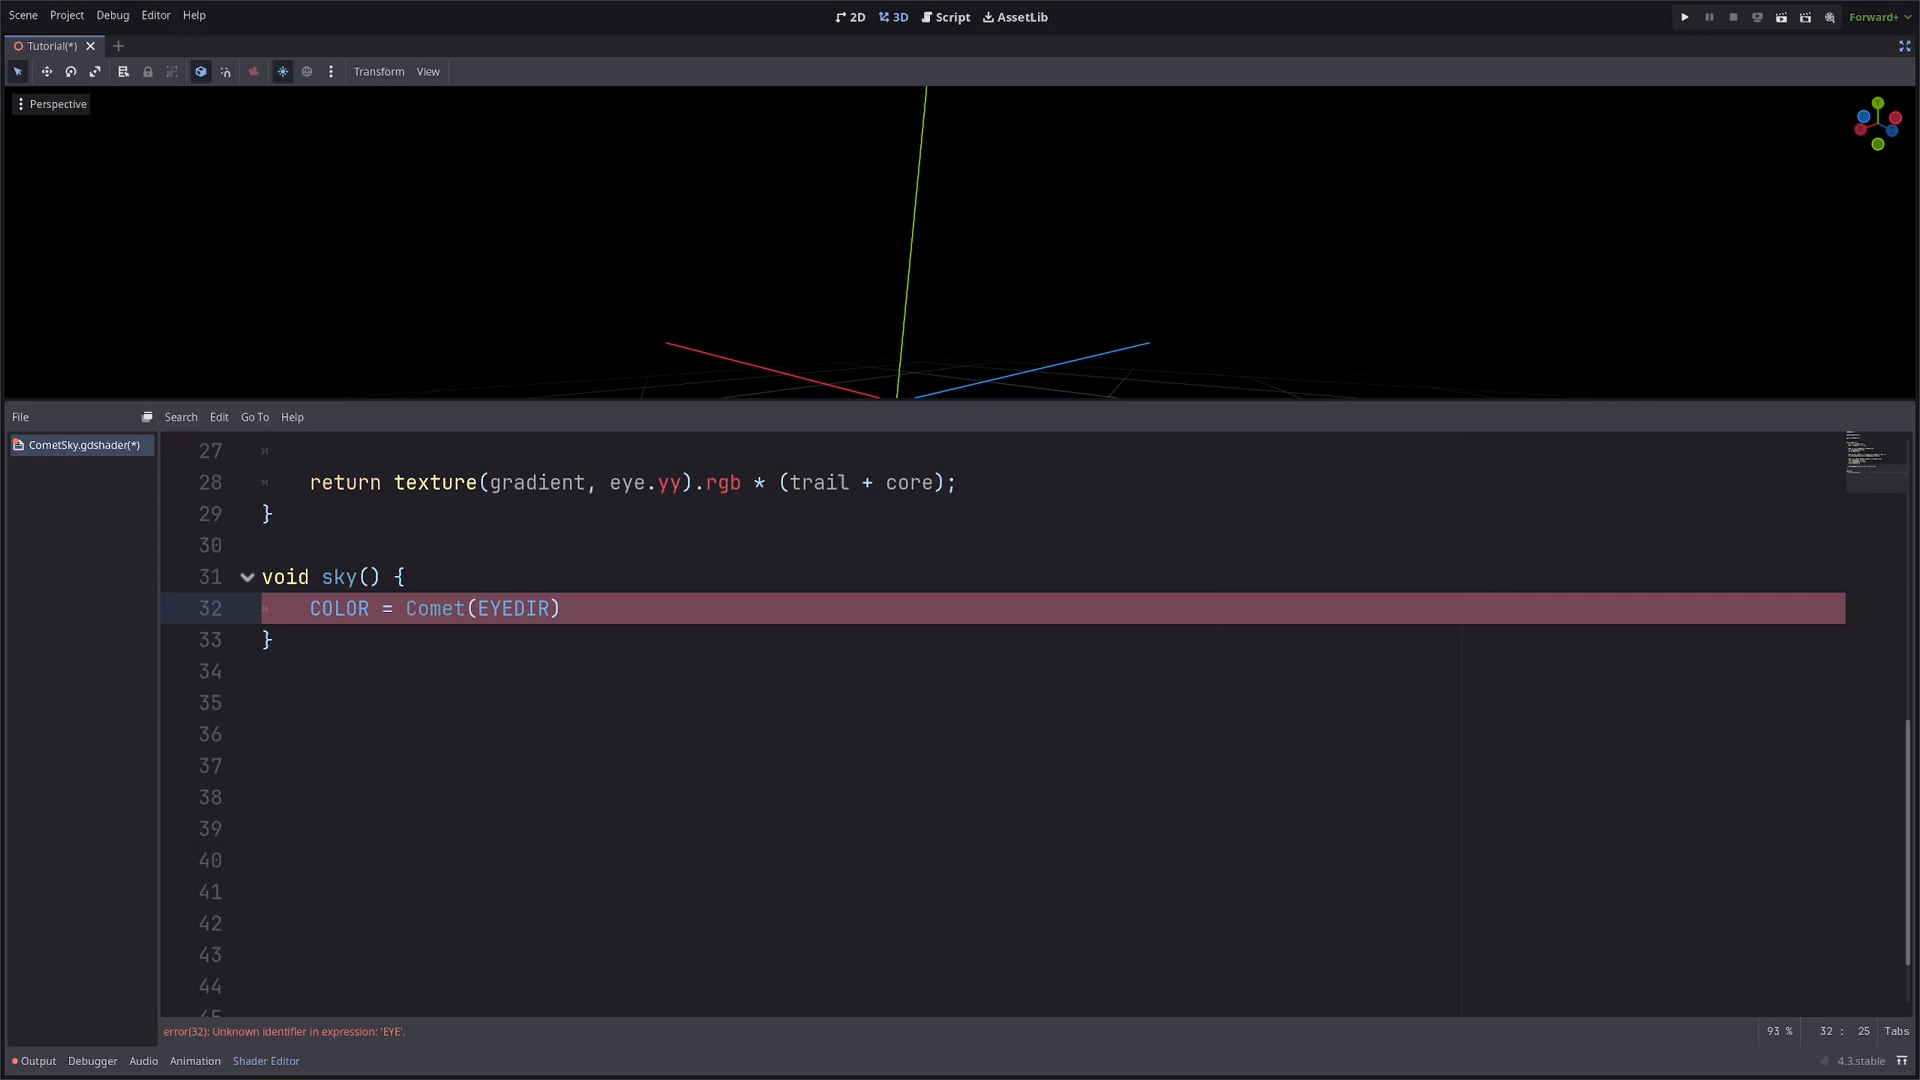 Scene Project Debug Editor Help
2D 3D Script AssetLib
Forward+
Tutorial(*)
Transform View
Perspective
Y
File Search Edit Go To Help
CometSky.gdshader(*)
27
28 return texture(gradient, eye.yy).rgb * (trail + core);
29 }
30
31 void sky() {
32 COLOR = Comet(EYEDIR)
33 }
34
35
36
37
38
39
40
41
42
43
44
45
error(32): Unknown identifier in expression: 'EYE'.
93 % 32 : 25 Tabs
Output Debugger Audio Animation Shader Editor
4.3.stable